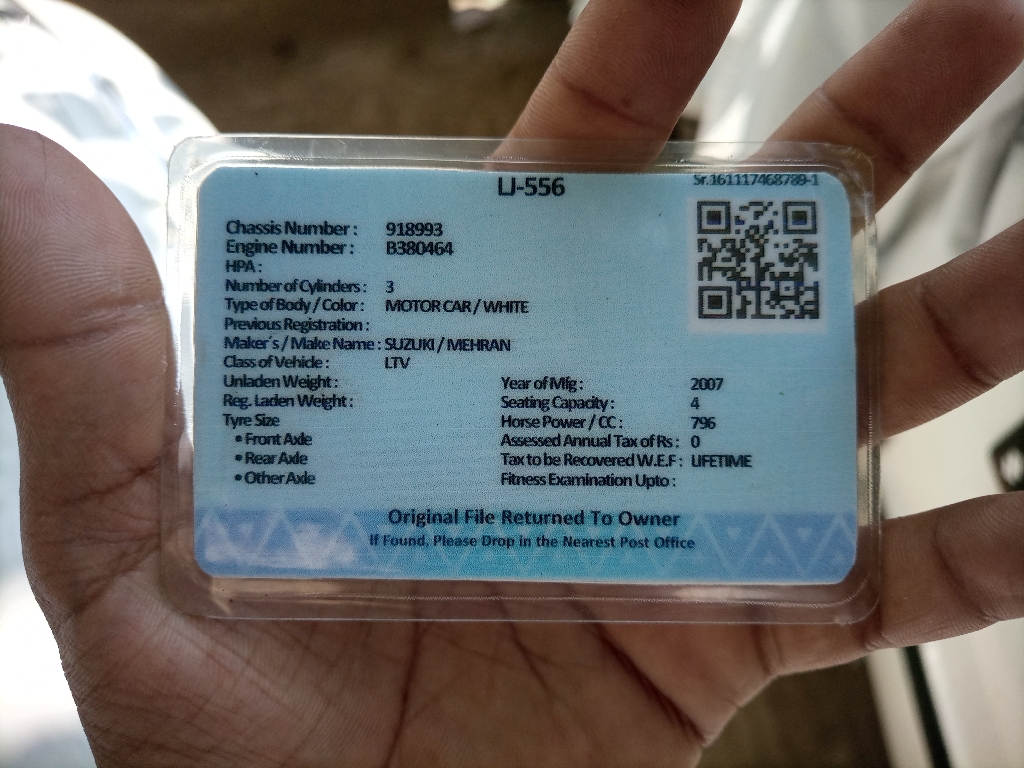 LJ-556
Sr.161117468789-1
Chassis Number : 918993
Engine Number : B380464
HPA :
Number of Cylinders : 3
Type of Body / Color : MOTOR CAR / WHITE
Previous Registration :
Maker's / Make Name : SUZUKI / MEHRAN
Class of Vehicle : LTV
Unladen Weight : Year of Mfg : 2007
Reg. Laden Weight : Seating Capacity : 4
Tyre Size Horse Power / CC : 796
• Front Axle Assessed Annual Tax of Rs : 0
• Rear Axle Tax to be Recovered W.E.F : LIFETIME
• Other Axle Fitness Examination Upto :
Original File Returned To Owner
If Found, Please Drop in the Nearest Post Office